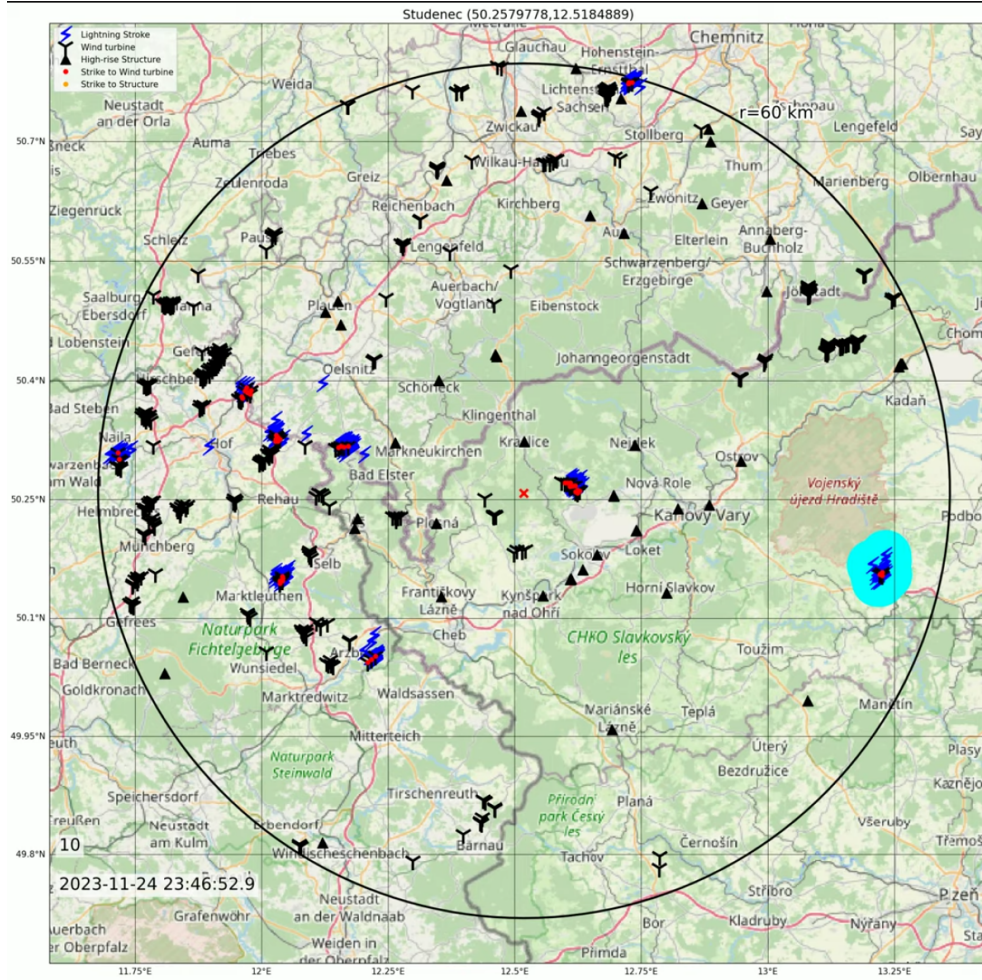 Studenec (50.2579778,12.5184889)
Lightning Stroke
Wind turbine
High-rise Structure
Strike to Wind turbine
Strike to Structure
Glauchau
Hohenstein-
Ernstthal
Chemnitz
Weida
Lichtenstein
Sachsen
r=60 km
Neustadt
an der Orla
Zwickau
Stollberg
Lengefeld
50.7°N
Auma
Triebes
Wilkau-Haßlau
Thum
Olbernhau
Zeulenroda
Greiz
Marienberg
Ziegenrück
Reichenbach
Kirchberg
Zwönitz
Geyer
Schleiz
Pausa
Lengenfeld
Aue
Elterlein
Annaberg-
Buchholz
50.55°N
Schwarzenberg/
Erzgebirge
Saalburg
Ebersdorf
Plauen
Auerbach/
Vogtland
Eibenstock
Jöhstadt
Lobenstein
Oelsnitz
Johanngeorgenstadt
50.4°N
Hirschberg
Schöneck
Kadaň
Bad Steben
Klingenthal
Naila
Hof
Kraslice
Nejdek
Markneukirchen
Ostrov
Bad Elster
Nová Role
Vojenský
újezd Hradiště
50.25°N
Rehau
Karlovy Vary
Plesná
Münchberg
Sokolov
Loket
Selb
Marktleuthen
Františkovy
Lázně
Kynšperk
nad Ohří
Horní Slavkov
50.1°N
Gefrees
Naturpark
Fichtelgebirge
Cheb
CHKO Slavkovský
les
Toužim
Bad Berneck
Wunsiedel
Goldkronach
Marktredwitz
Waldsassen
Mariánské
Lázně
Teplá
Manětín
49.95°N
Mitterteich
Úterý
Naturpark
Steinwald
Bezdružice
Speichersdorf
Tirschenreuth
Přírodní
park Český
les
Planá
Neustadt
am Kulm
Erbendorf
Všeruby
Bärnau
Černošín
10
Windischeschenbach
Tachov
49.8°N
2023-11-24 23:46:52.9
Neustadt
an der Waldnaab
Stříbro
Plzeň
Grafenwöhr
Bor
Kladruby
Nýřany
Weiden in
der Oberpfalz
Přimda
11.75°E
12°E
12.25°E
12.5°E
12.75°E
13°E
13.25°E